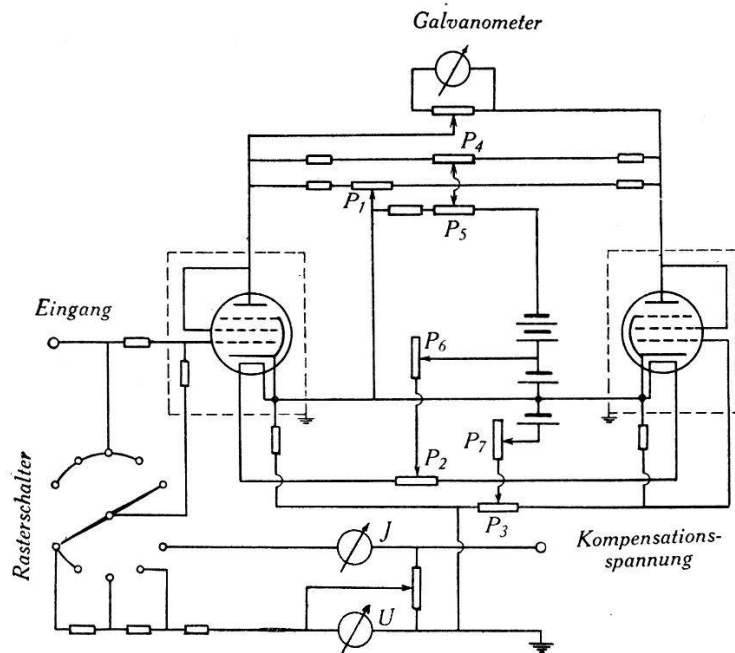 Galvanometer
P4
P1
P5
Eingang
P6
P7
P2
P3
Rasterschalter
J
U
Kompensations-
spannung